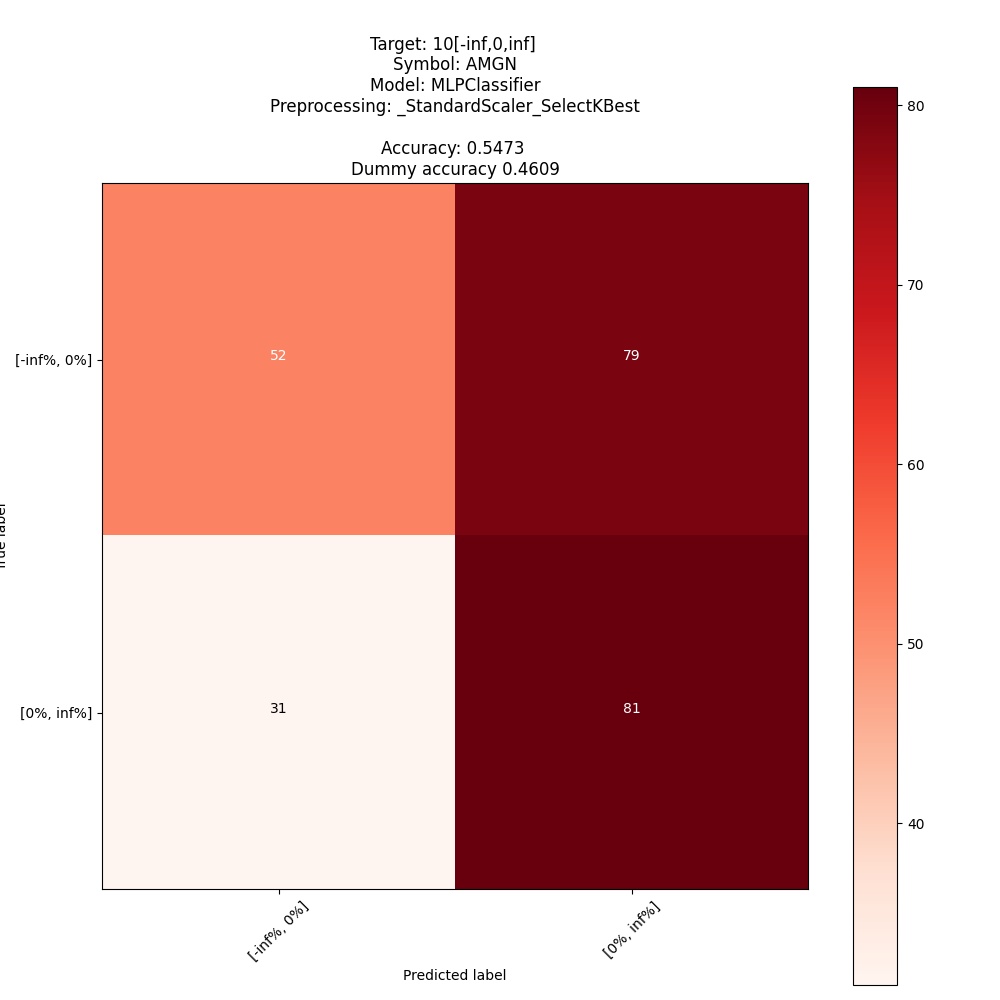 Target: 10[-inf,0,inf]
Symbol: AMGN
Model: MLPClassifier
Preprocessing: _StandardScaler_SelectKBest
Accuracy: 0.5473
Dummy accuracy 0.4609
80
70
60
50
40
[-inf%, 0%]
52
79
label
[0%, inf%]
31
81
[-inf%, 0%]
[0%, inf%]
Predicted label